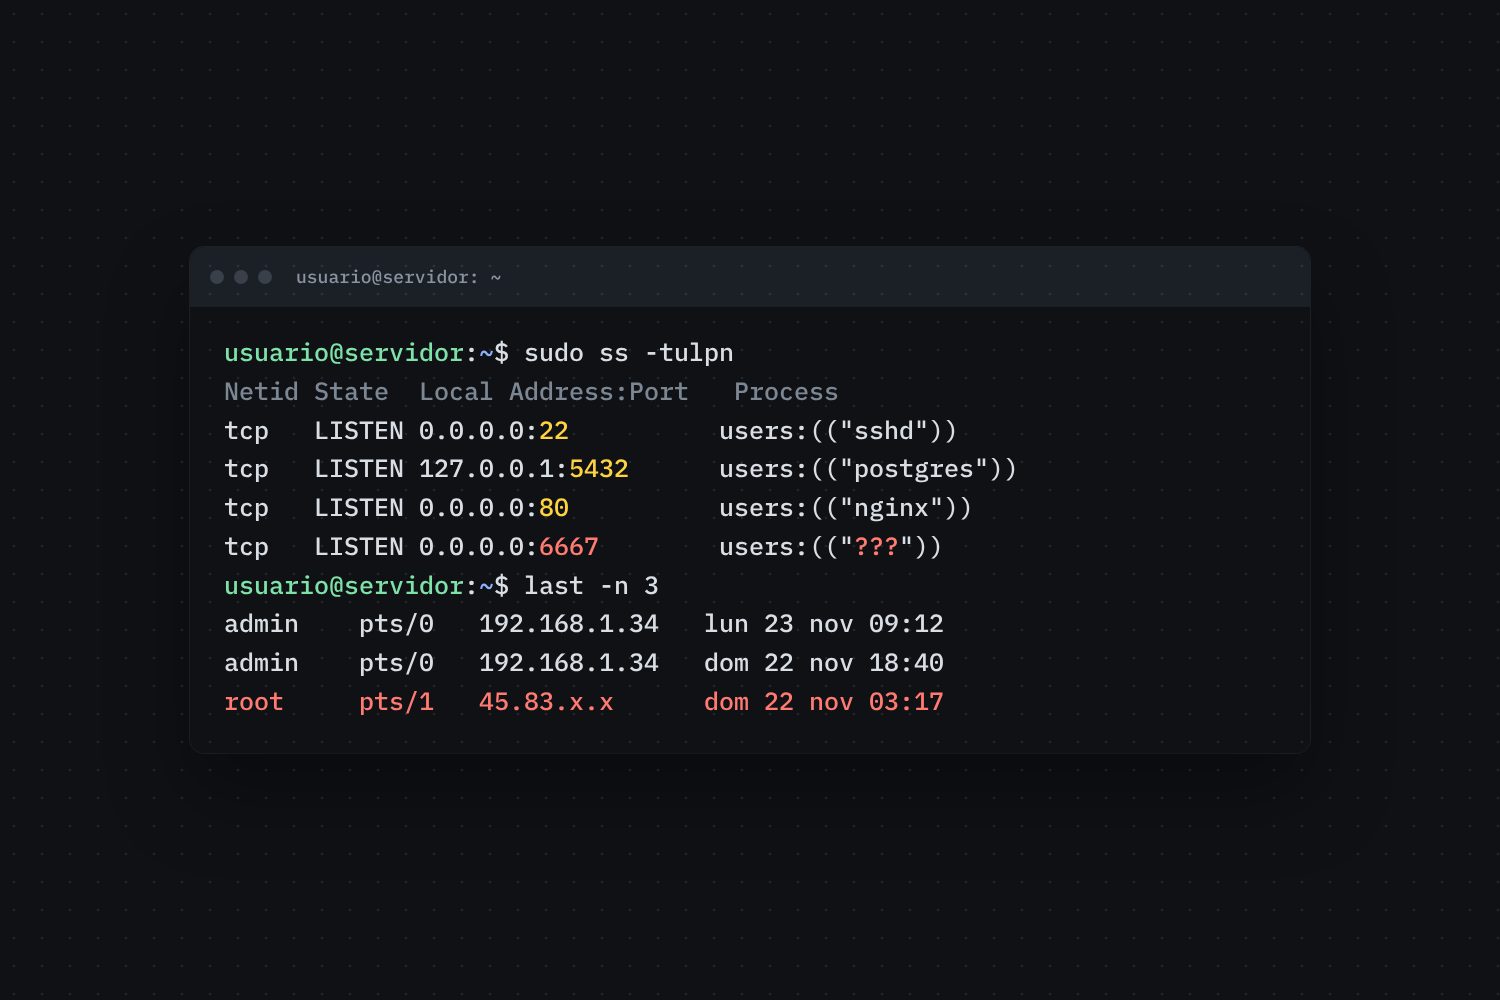 usuario@servidor: ~
usuario@servidor:~$ sudo ss -tulpn
Netid State  Local Address:Port   Process
tcp   LISTEN 0.0.0.0:22          users:(("sshd"))
tcp   LISTEN 127.0.0.1:5432      users:(("postgres"))
tcp   LISTEN 0.0.0.0:80          users:(("nginx"))
tcp   LISTEN 0.0.0.0:6667        users:(("???"))
usuario@servidor:~$ last -n 3
admin    pts/0   192.168.1.34   lun 23 nov 09:12
admin    pts/0   192.168.1.34   dom 22 nov 18:40
root     pts/1   45.83.x.x      dom 22 nov 03:17